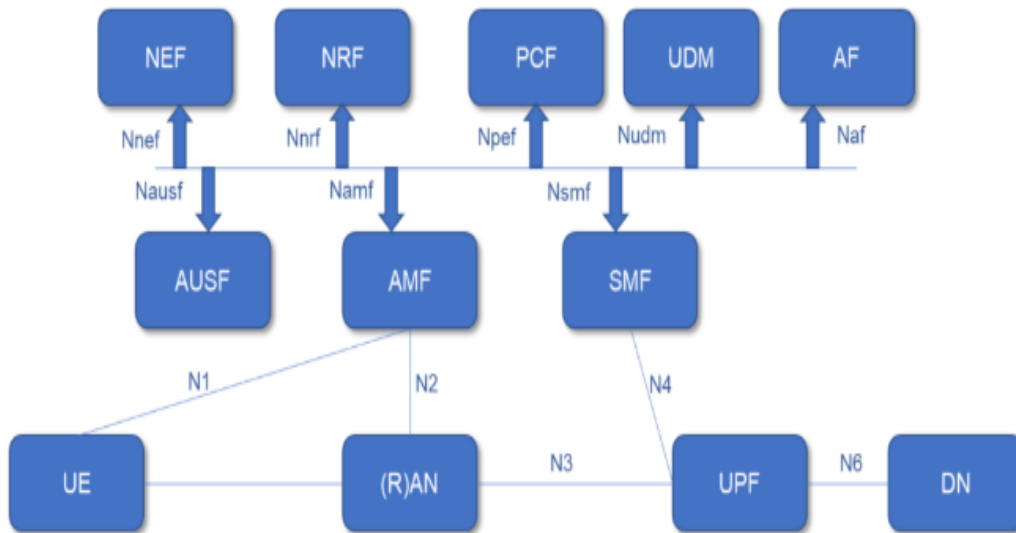 NEF
NRF
PCF
UDM
AF
Nnef
Nnrf
Npef
Nudm
Naf
Nausf
Namf
Nsmf
AUSF
AMF
SMF
N1
N2
N4
UE
(R)AN
N3
UPF
N6
DN